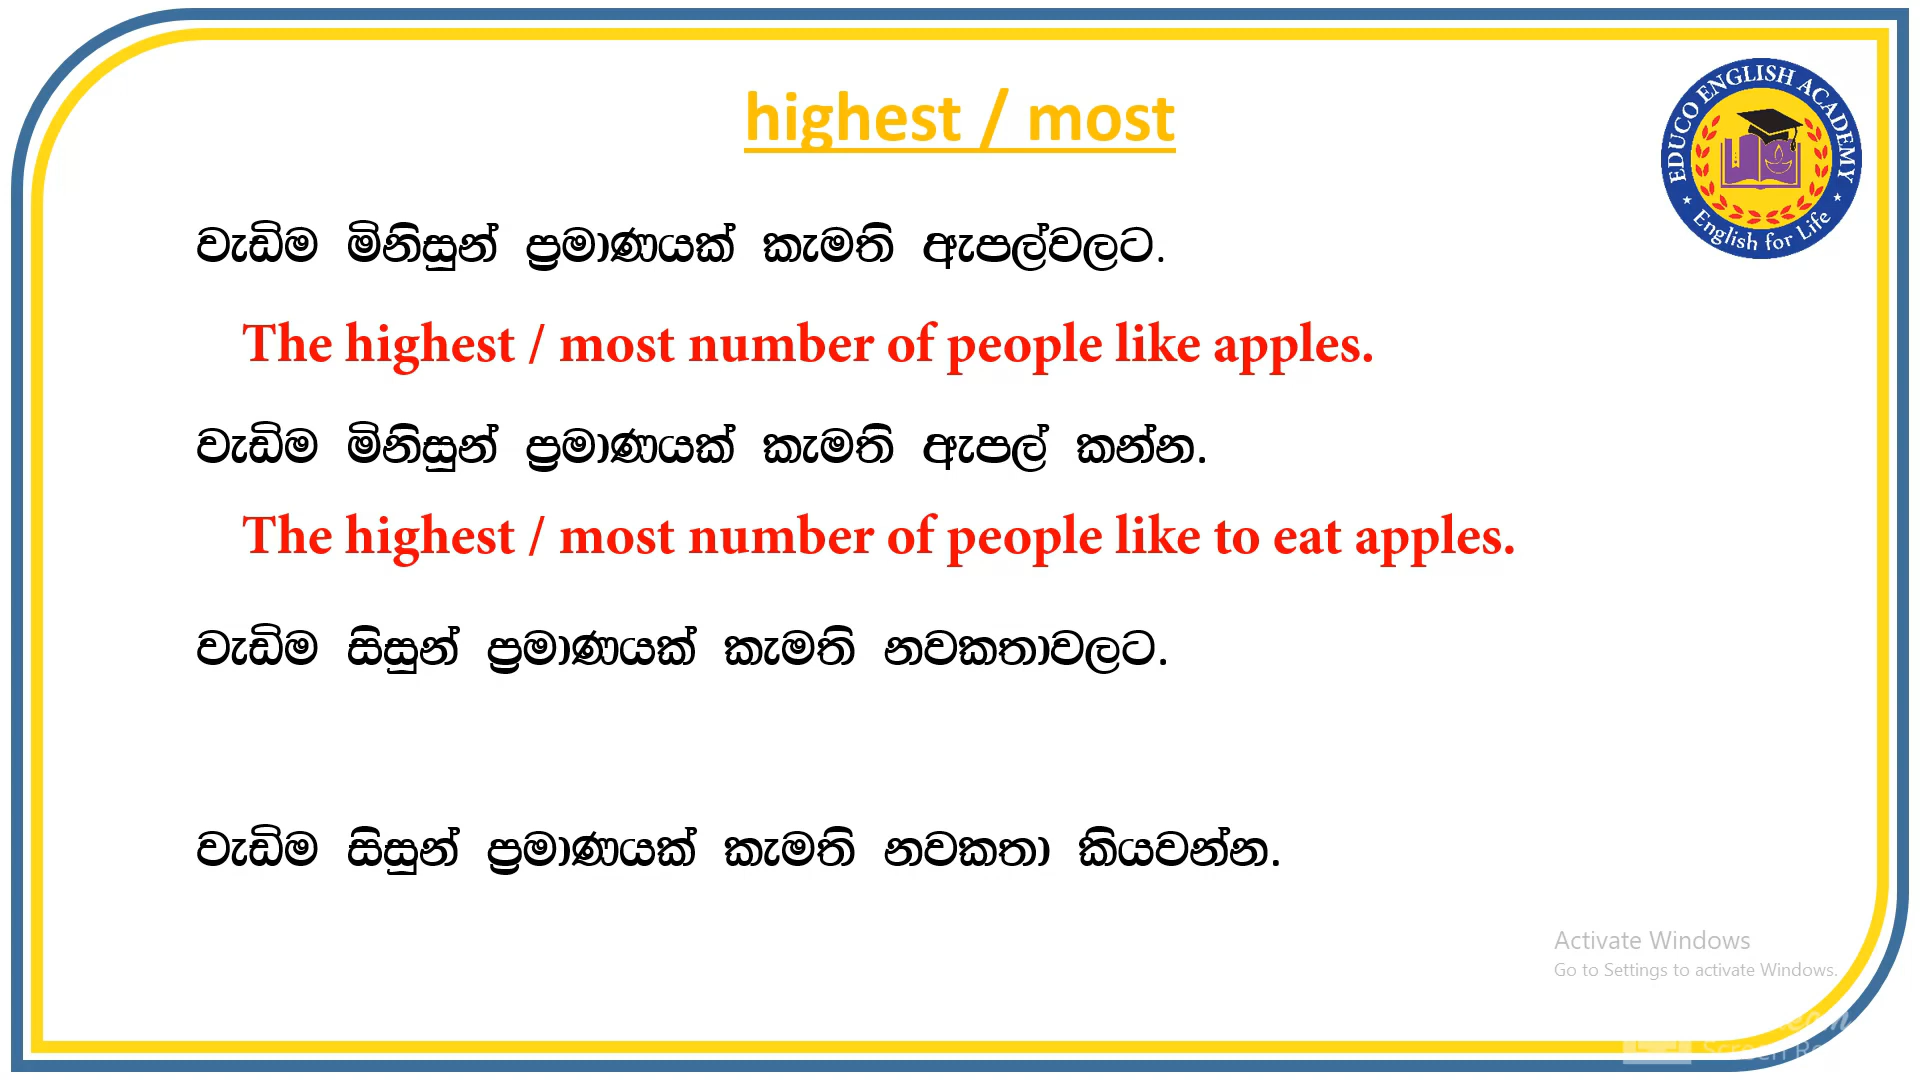 highest / most
EDUCO ENGLISH ACADEMY
English for Life
වැඩිම මිනිසුන් ප්‍රමාණයක් කැමති ඇපල්වලට.
The highest / most number of people like apples.
වැඩිම මිනිසුන් ප්‍රමාණයක් කැමති ඇපල් කන්න.
The highest / most number of people like to eat apples.
වැඩිම සිසුන් ප්‍රමාණයක් කැමති නවකතාවලට.
වැඩිම සිසුන් ප්‍රමාණයක් කැමති නවකතා කියවන්න.
Activate Windows
Go to Settings to activate Windows.
Screen